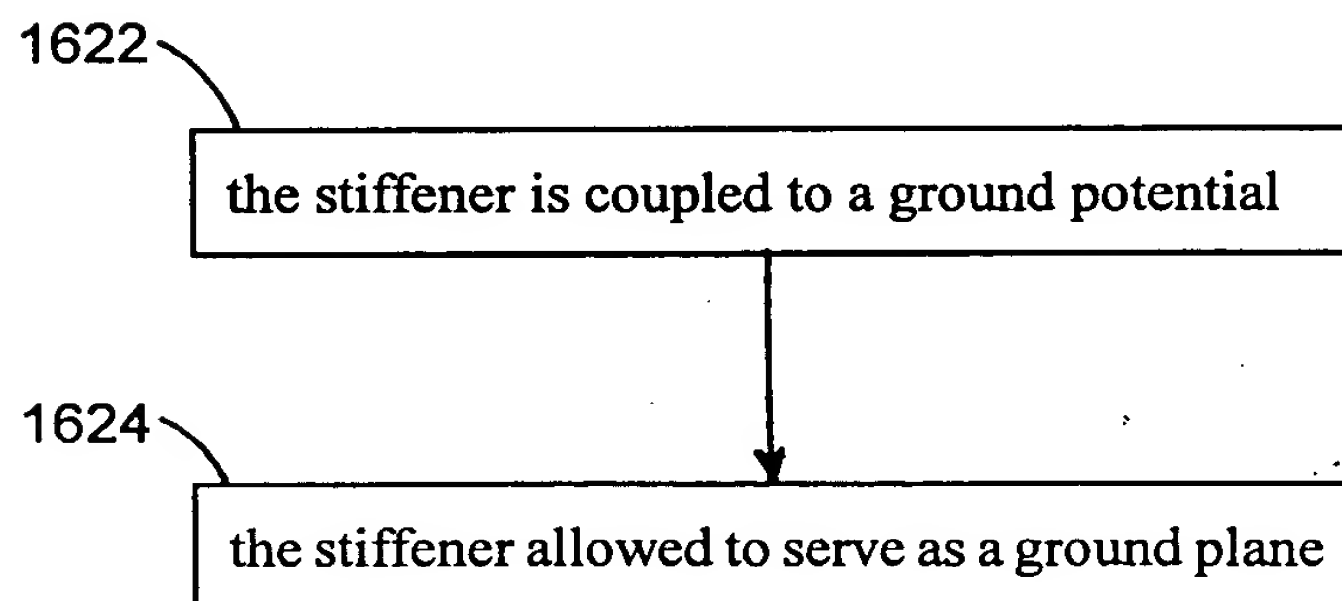 1622
the stiffener is coupled to a ground potential
1624
the stiffener allowed to serve as a ground plane